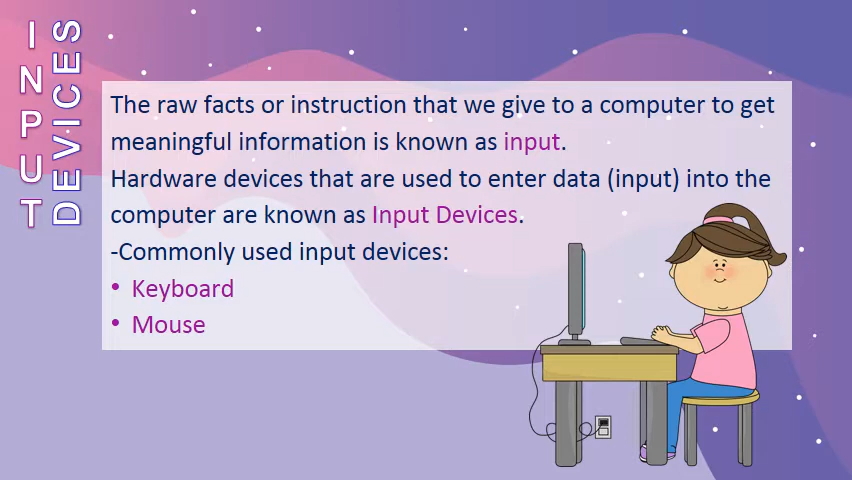 INPUT
DEVICES
The raw facts or instruction that we give to a computer to get
meaningful information is known as input.
Hardware devices that are used to enter data (input) into the
computer are known as Input Devices.
-Commonly used input devices:
• Keyboard
• Mouse